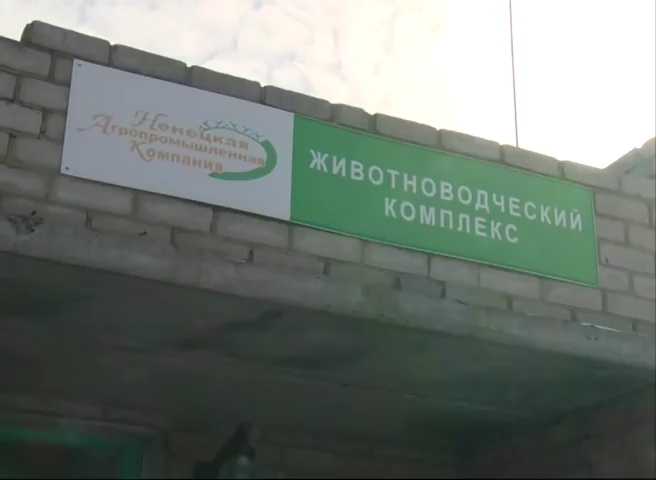 Ненецкая
Агропромышленная
Компания
ЖИВОТНОВОДЧЕСКИЙ
КОМПЛЕКС